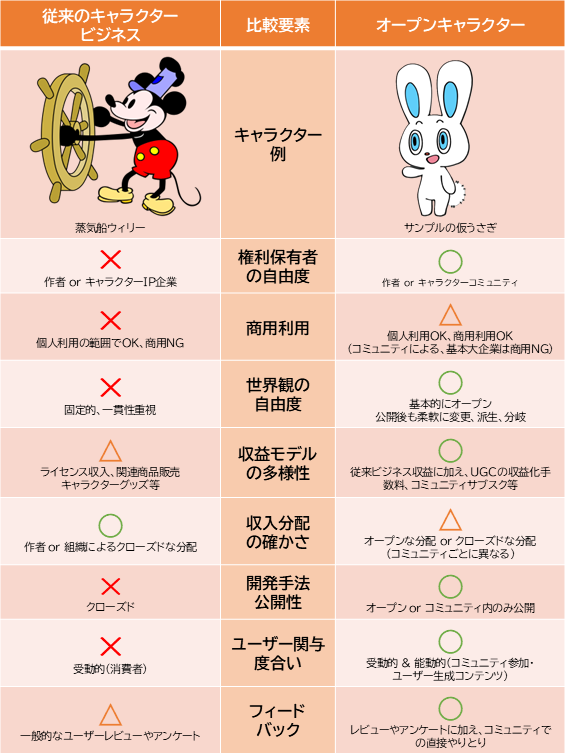 従来のキャラクター
ビジネス
比較要素
オープンキャラクター
蒸気船ウィリー
キャラクター
例
サンプルの仮うさぎ
作者 or キャラクターIP企業
権利保有者
の自由度
作者 or キャラクターコミュニティ
個人利用の範囲でOK、商用NG
商用利用
個人利用OK、商用利用OK
(コミュニティによる、基本大企業は商用NG)
固定的、一貫性重視
世界観の
自由度
基本的にオープン
公開後も柔軟に変更、派生、分岐
ライセンス収入、関連商品販売
キャラクターグッズ等
収益モデル
の多様性
従来ビジネス収益に加え、UGCの収益化手
数料、コミュニティサブスク等
作者 or 組織によるクローズドな分配
収入分配
の確かさ
オープンな分配 or クローズドな分配
(コミュニティごとに異なる)
クローズド
開発手法
公開性
オープン or コミュニティ内のみ公開
受動的(消費者)
ユーザー関与
度合い
受動的 & 能動的(コミュニティ参加・
ユーザー生成コンテンツ)
一般的なユーザーレビューやアンケート
フィード
バック
レビューやアンケートに加え、コミュニティで
の直接やりとり